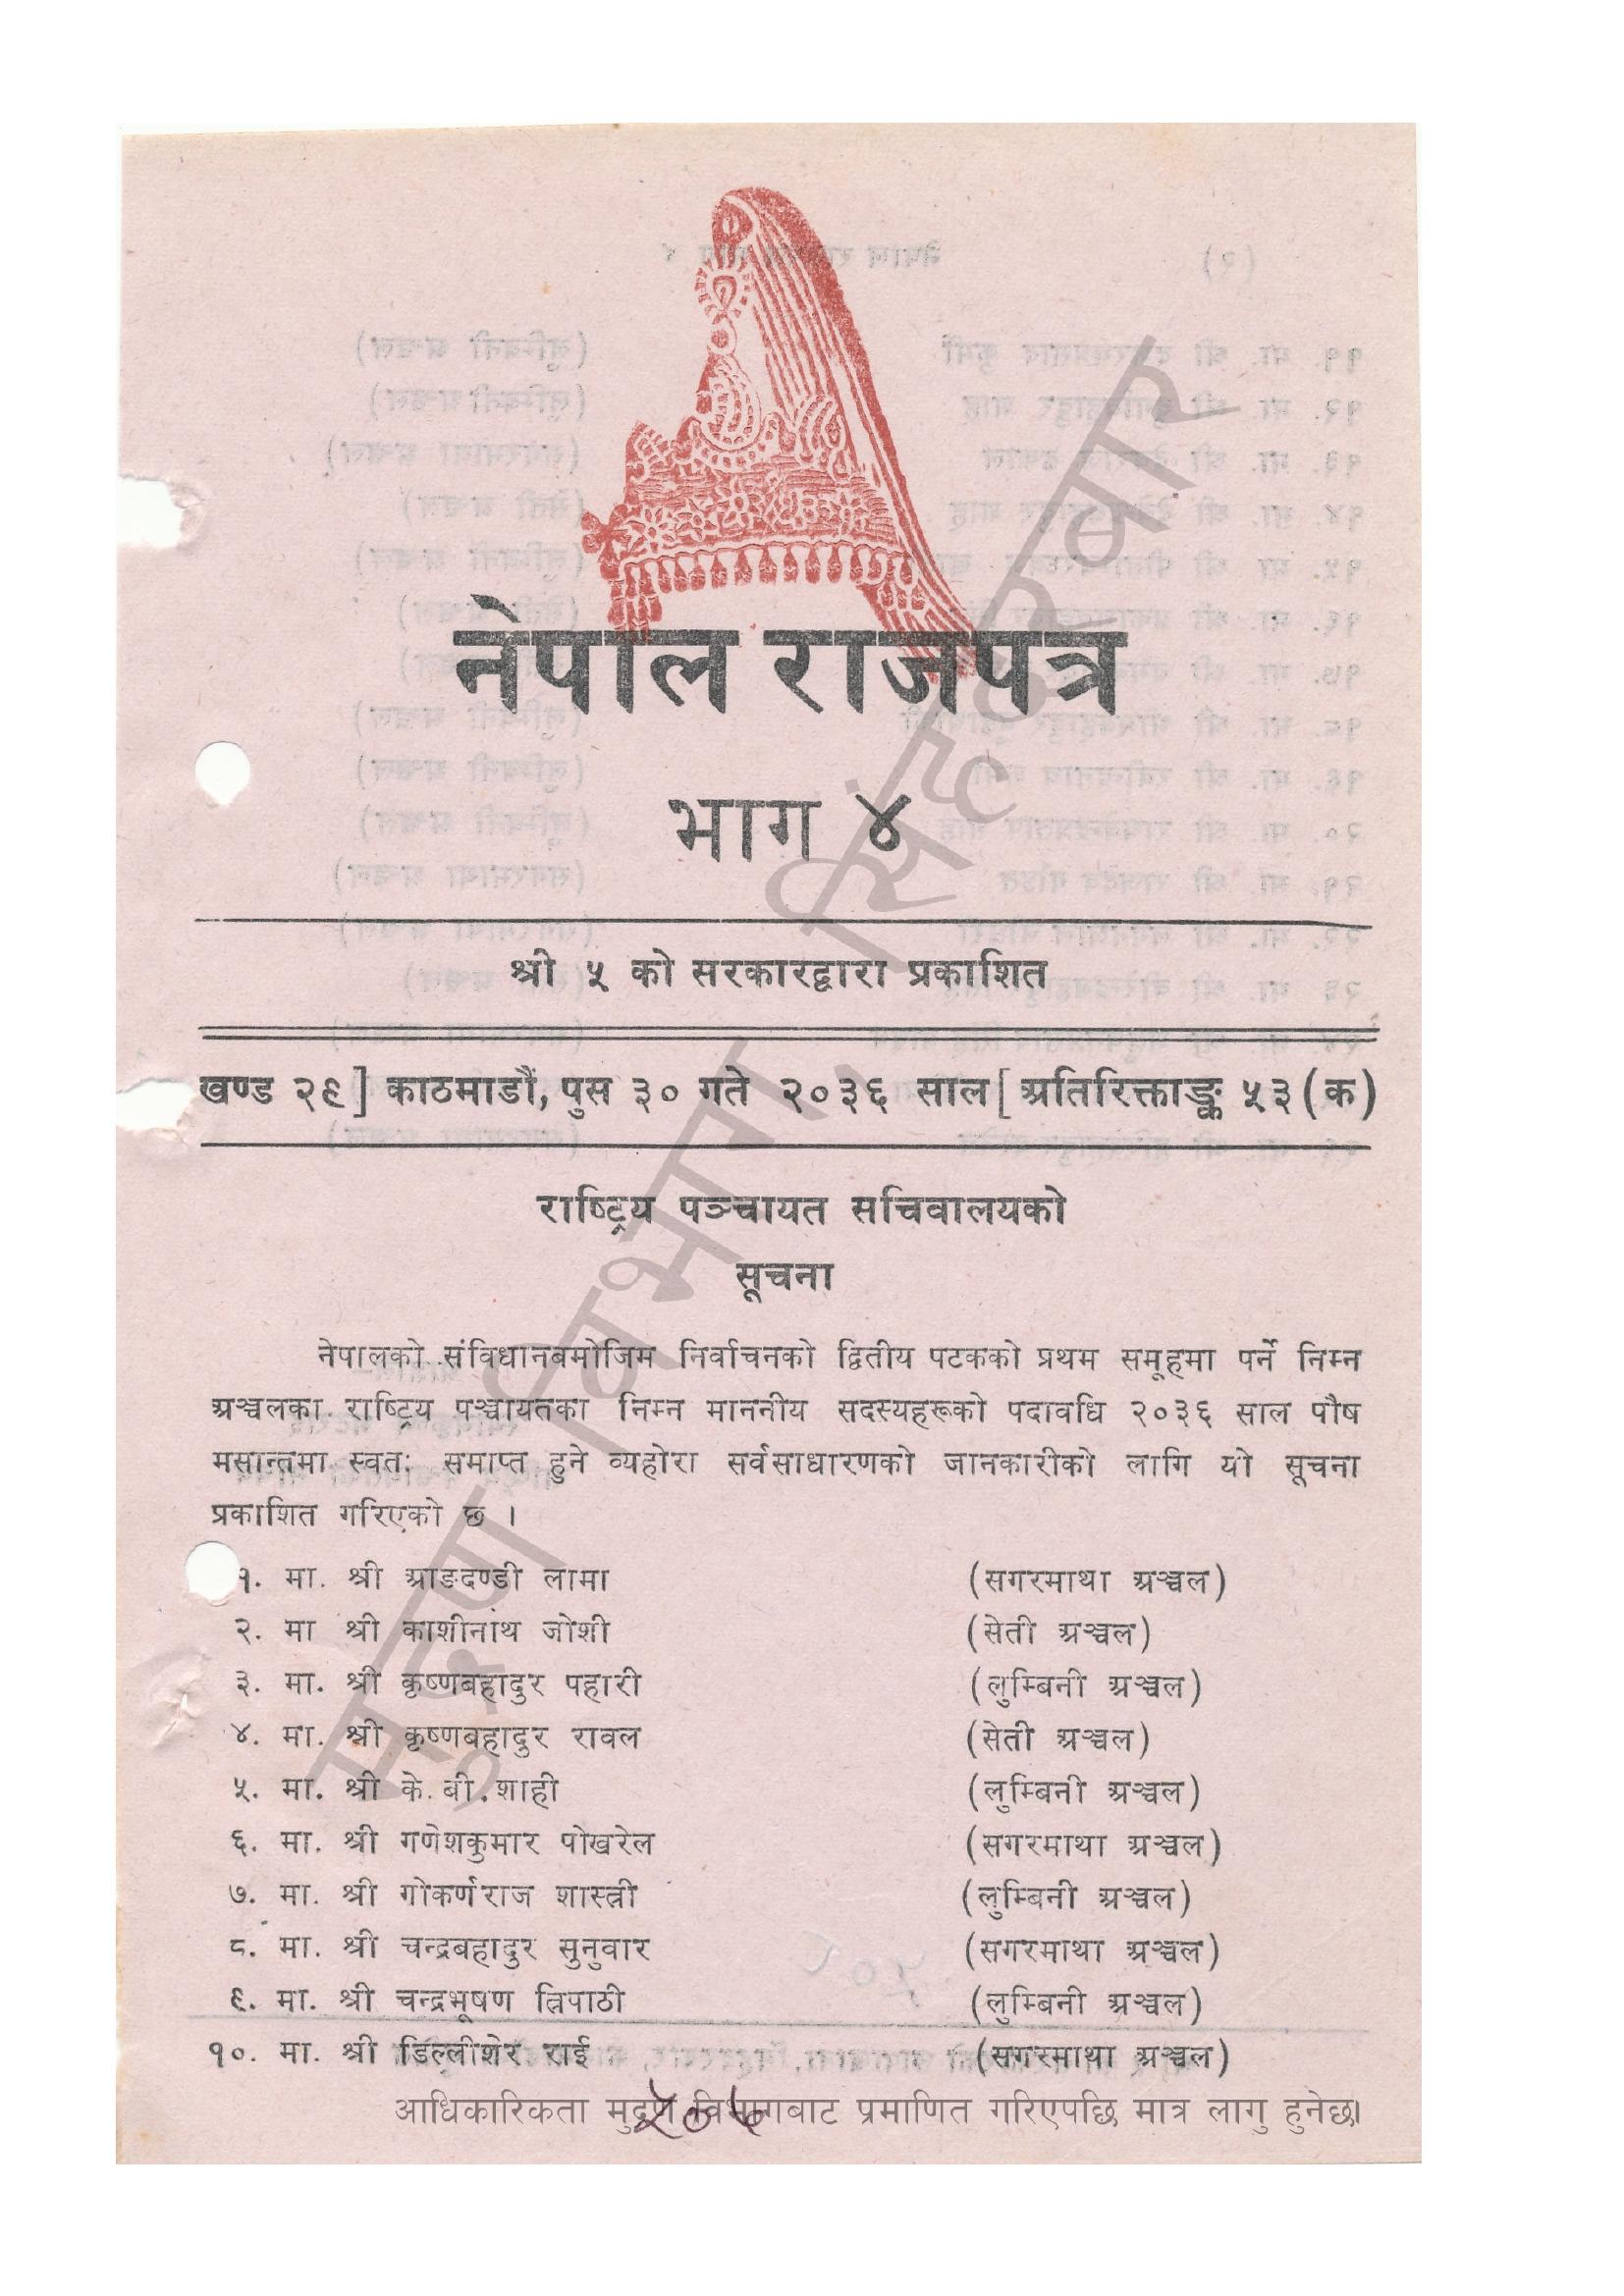 नेपाल राजपत्र
भाग ४
श्री ५ को सरकारद्वारा प्रकाशित
खण्ड २९] काठमाडौं, पुस ३० गते २०३६ साल [अतिरिक्ताङ्क ५३(क)
राष्ट्रिय पञ्चायत सचिवालयको
सूचना
नेपालको संविधानबमोजिम निर्वाचनको द्वितीय पटकको प्रथम समूहमा पर्ने निम्न
अञ्चलका राष्ट्रिय पञ्चायतका निम्न माननीय सदस्यहरूको पदावधि २०३६ साल पौष
मसान्तमा स्वतः समाप्त हुने व्यहोरा सर्वसाधारणको जानकारीको लागि यो सूचना
प्रकाशित गरिएको छ ।
१. मा. श्री आङदण्डी लामा (सगरमाथा अञ्चल)
२. मा श्री काशीनाथ जोशी (सेती अञ्चल)
३. मा. श्री कृष्णबहादुर पहारी (लुम्बिनी अञ्चल)
४. मा. श्री कृष्णबहादुर रावल (सेती अञ्चल)
५. मा. श्री के. बी. शाही (लुम्बिनी अञ्चल)
६. मा. श्री गणेशकुमार पोखरेल (सगरमाथा अञ्चल)
७. मा. श्री गोकर्णराज शास्त्री (लुम्बिनी अञ्चल)
८. मा. श्री चन्द्रबहादुर सुनुवार (सगरमाथा अञ्चल)
९. मा. श्री चन्द्रभूषण त्रिपाठी (लुम्बिनी अञ्चल)
१०. मा. श्री डिल्लीशेर राई (सगरमाथा अञ्चल)
आधिकारिकता मुद्रण विभागबाट प्रमाणित गरिएपछि मात्र लागु हुनेछ।
मुद्रण विभाग, सिंहदरबार